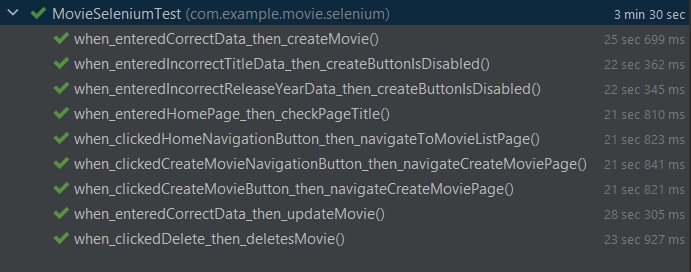 MovieSeleniumTest (com.example.movie.selenium) 3 min 30 sec
when_enteredCorrectData_then_createMovie() 25 sec 699 ms
when_enteredIncorrectTitleData_then_createButtonIsDisabled() 22 sec 362 ms
when_enteredIncorrectReleaseYearData_then_createButtonIsDisabled() 22 sec 345 ms
when_enteredHomePage_then_checkPageTitle() 21 sec 810 ms
when_clickedHomeNavigationButton_then_navigateToMovieListPage() 21 sec 823 ms
when_clickedCreateMovieNavigationButton_then_navigateCreateMoviePage() 21 sec 841 ms
when_clickedCreateMovieButton_then_navigateCreateMoviePage() 21 sec 821 ms
when_enteredCorrectData_then_updateMovie() 28 sec 305 ms
when_clickedDelete_then_deletesMovie() 23 sec 927 ms